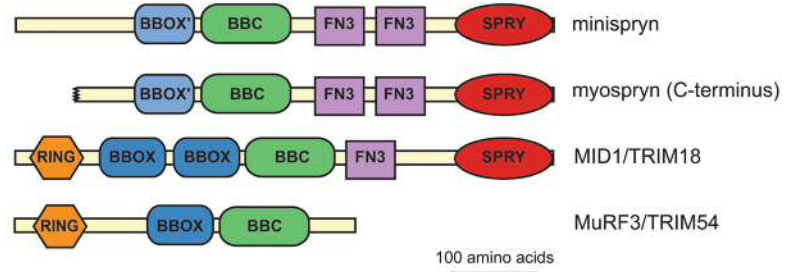 BBOX' BBC FN3 FN3 SPRY minispryn
BBOX' BBC FN3 FN3 SPRY myospryn (C-terminus)
RING BBOX BBOX BBC FN3 SPRY MID1/TRIM18
RING BBOX BBC MuRF3/TRIM54
100 amino acids